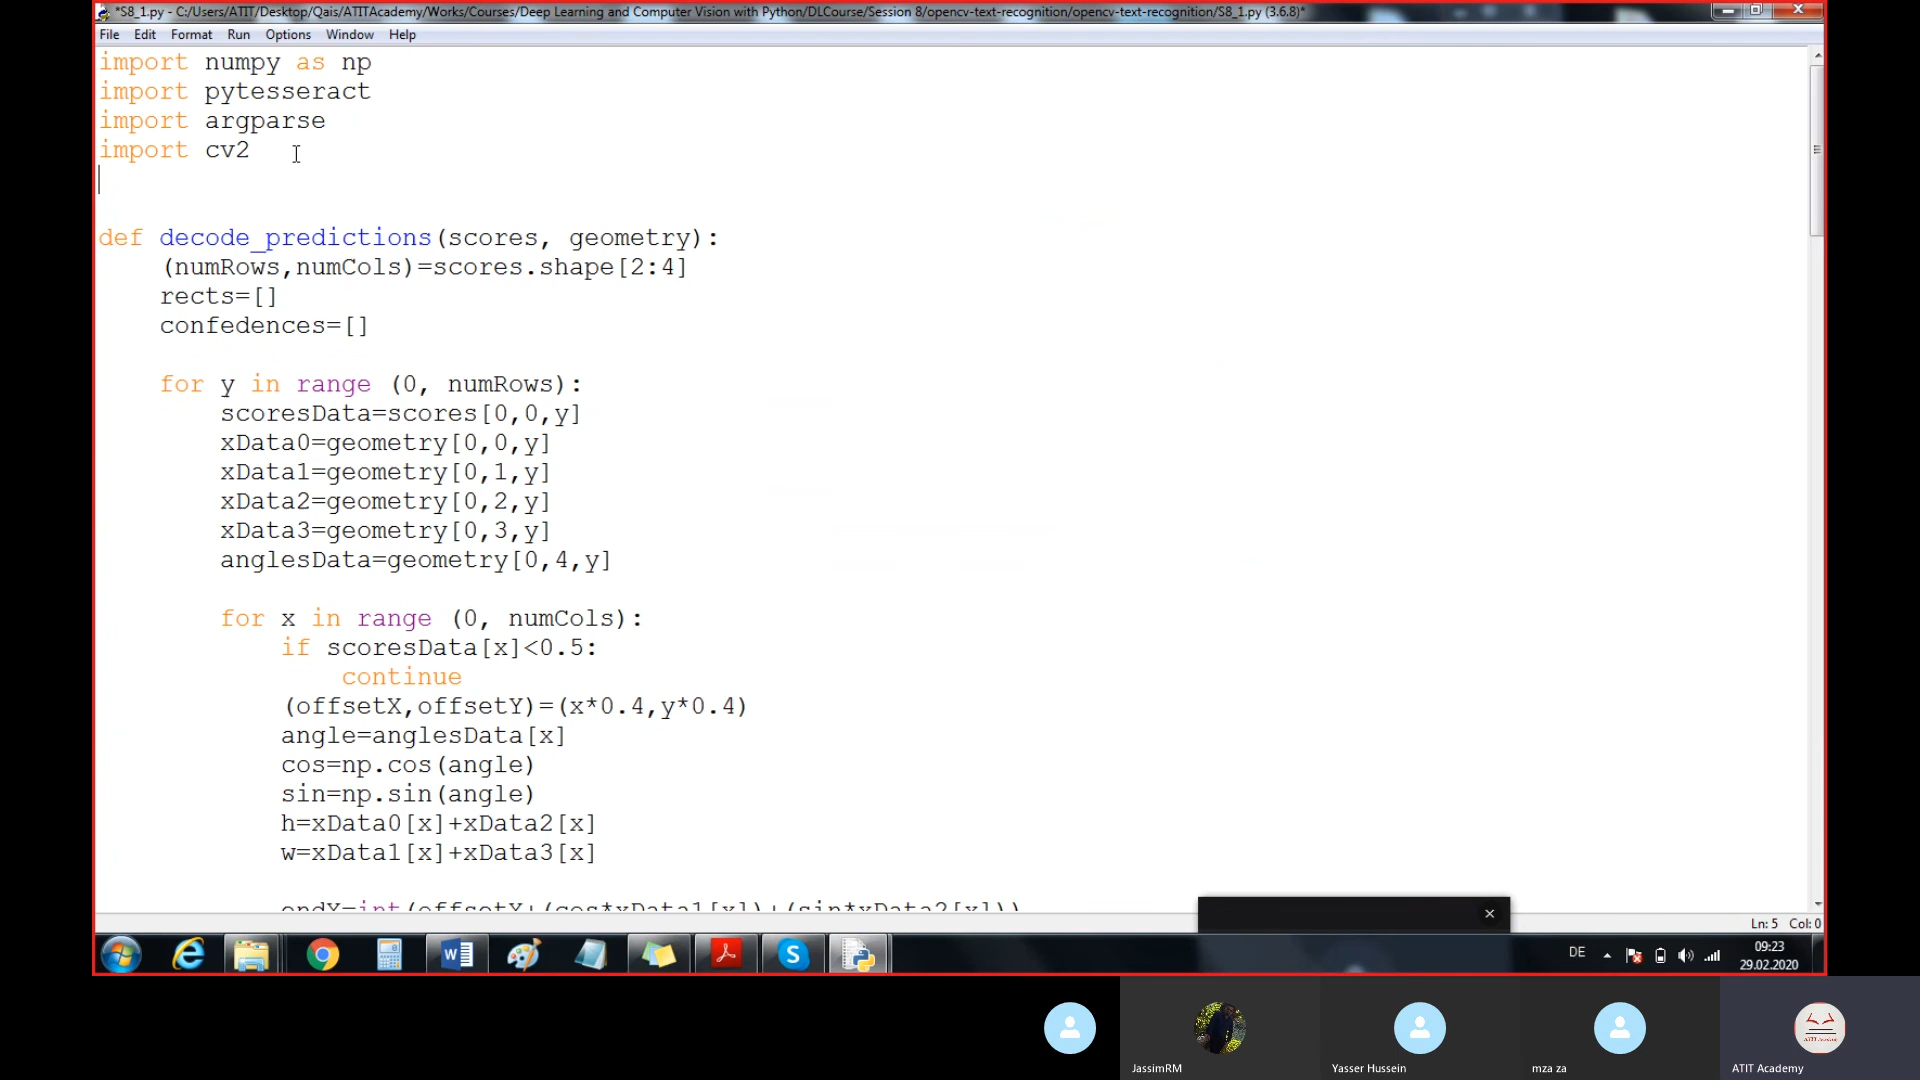 *S8_1.py - C:/Users/ATIT/Desktop/Qais/ATITAcademy/Works/Courses/Deep Learning and Computer Vision with Python/DLCourse/Session 8/opencv-text-recognition/opencv-text-recognition/S8_1.py (3.6.8)*
File Edit Format Run Options Window Help
import numpy as np
import pytesseract
import argparse
import cv2
def decode_predictions(scores, geometry):
(numRows,numCols)=scores.shape[2:4]
rects=[]
confedences=[]
for y in range (0, numRows):
scoresData=scores[0,0,y]
xData0=geometry[0,0,y]
xData1=geometry[0,1,y]
xData2=geometry[0,2,y]
xData3=geometry[0,3,y]
anglesData=geometry[0,4,y]
for x in range (0, numCols):
if scoresData[x]<0.5:
continue
(offsetX,offsetY)=(x*0.4,y*0.4)
angle=anglesData[x]
cos=np.cos(angle)
sin=np.sin(angle)
h=xData0[x]+xData2[x]
w=xData1[x]+xData3[x]
endX=int(offsetX+(cos*xData1[x])+(sin*xData2[x]))
Ln: 5 Col: 0
DE
09:23
29.02.2020
JassimRM
Yasser Hussein
mza za
ATIT Academy